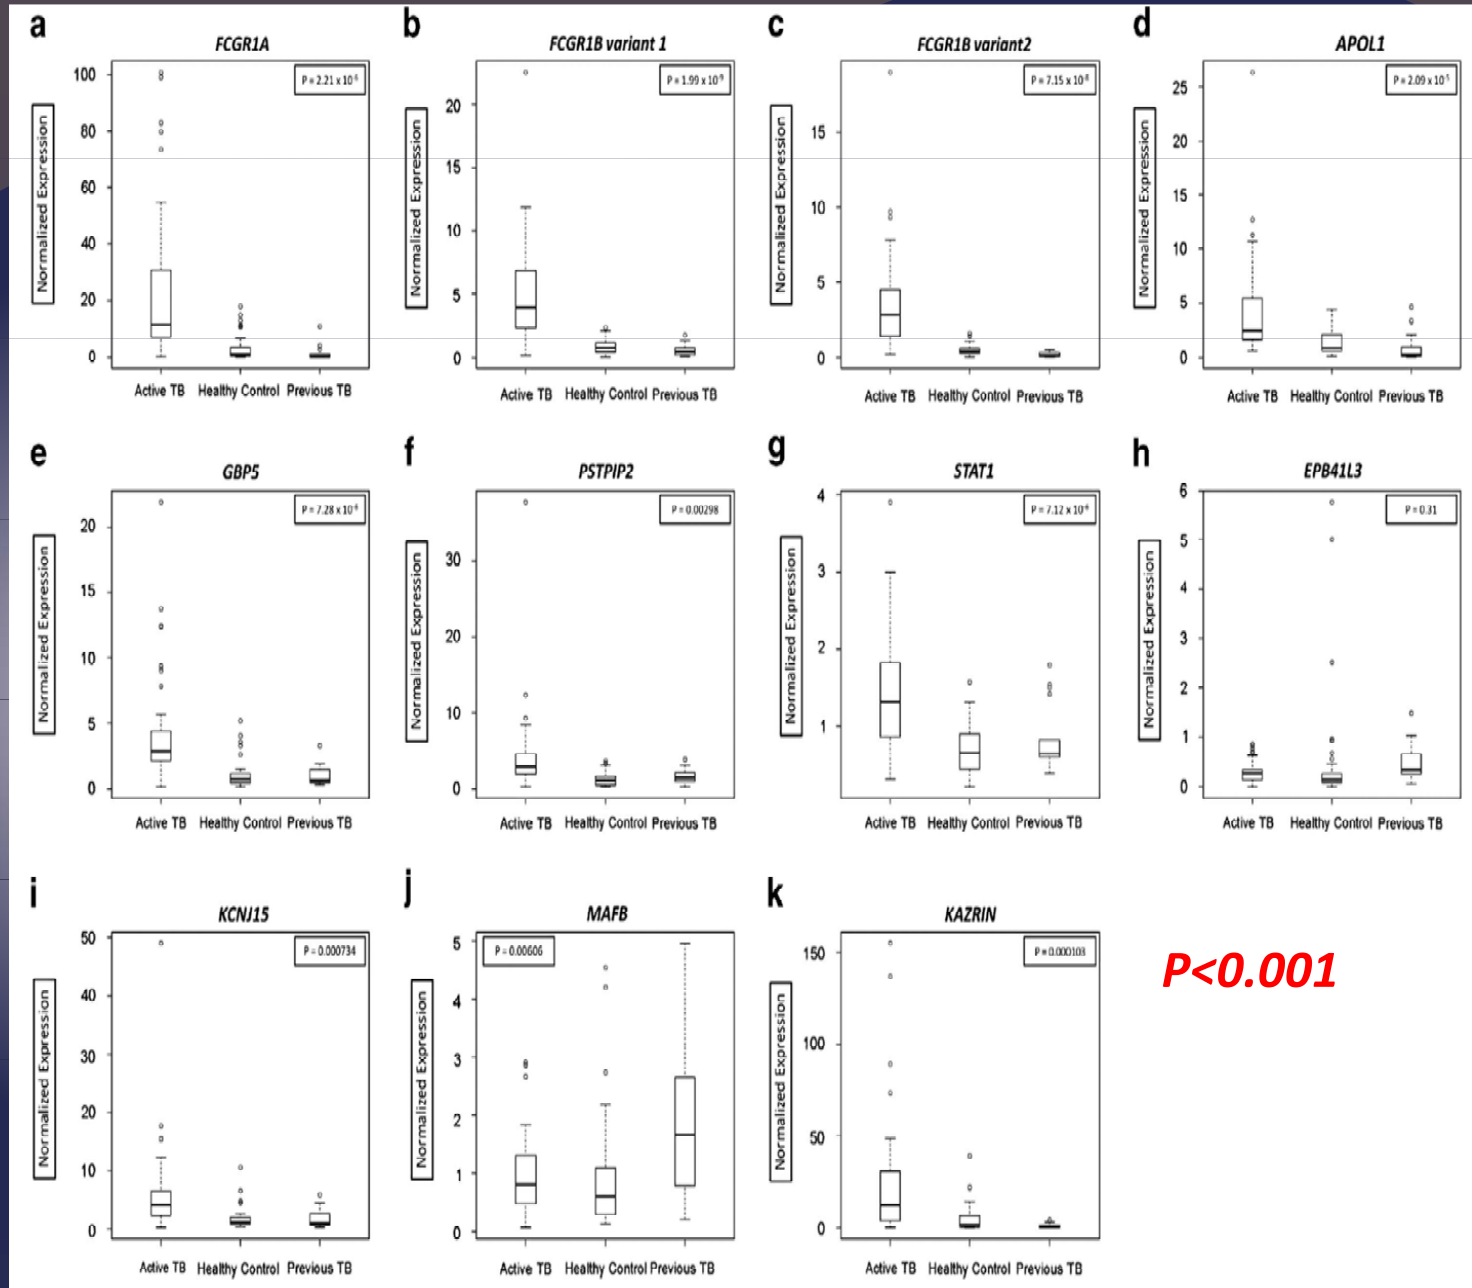 a
FCGR1A
P = 2.21 x 10⁻⁶
Normalized Expression
100
80
60
40
20
0
Active TB Healthy Control Previous TB
b
FCGR1B variant 1
P = 1.99 x 10⁻⁹
Normalized Expression
20
15
10
5
0
Active TB Healthy Control Previous TB
c
FCGR1B variant2
P = 7.15 x 10⁻⁸
Normalized Expression
15
10
5
0
Active TB Healthy Control Previous TB
d
APOL1
P = 2.09 x 10⁻⁵
Normalized Expression
25
20
15
10
5
0
Active TB Healthy Control Previous TB
e
GBP5
P = 7.28 x 10⁻⁶
Normalized Expression
20
15
10
5
0
Active TB Healthy Control Previous TB
f
PSTPIP2
P = 0.00298
Normalized Expression
30
20
10
0
Active TB Healthy Control Previous TB
g
STAT1
P = 7.12 x 10⁻⁶
Normalized Expression
4
3
2
1
Active TB Healthy Control Previous TB
h
EPB41L3
P = 0.31
Normalized Expression
6
5
4
3
2
1
0
Active TB Healthy Control Previous TB
i
KCNJ15
P = 0.000734
Normalized Expression
50
40
30
20
10
0
Active TB Healthy Control Previous TB
j
MAFB
P = 0.00606
Normalized Expression
5
4
3
2
1
0
Active TB Healthy Control Previous TB
k
KAZRIN
P = 0.000103
Normalized Expression
150
100
50
0
Active TB Healthy Control Previous TB
P<0.001